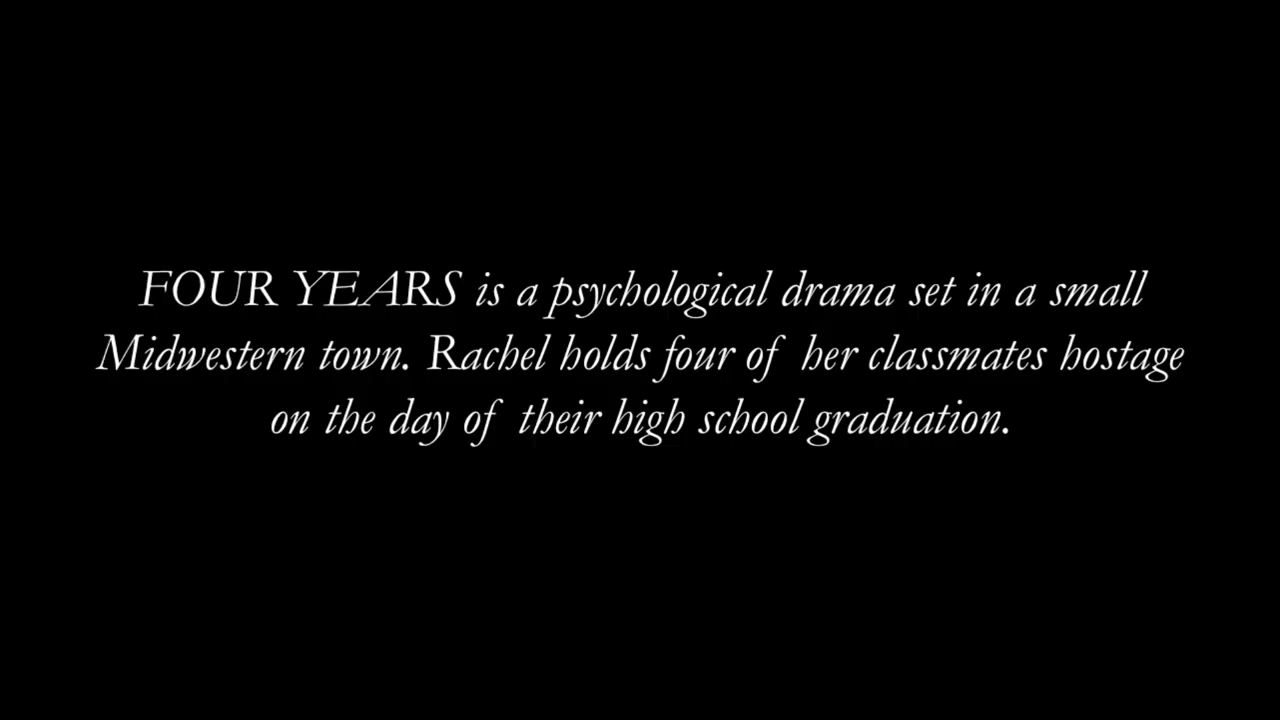 FOUR YEARS is a psychological drama set in a small
Midwestern town. Rachel holds four of her classmates hostage
on the day of their high school graduation.